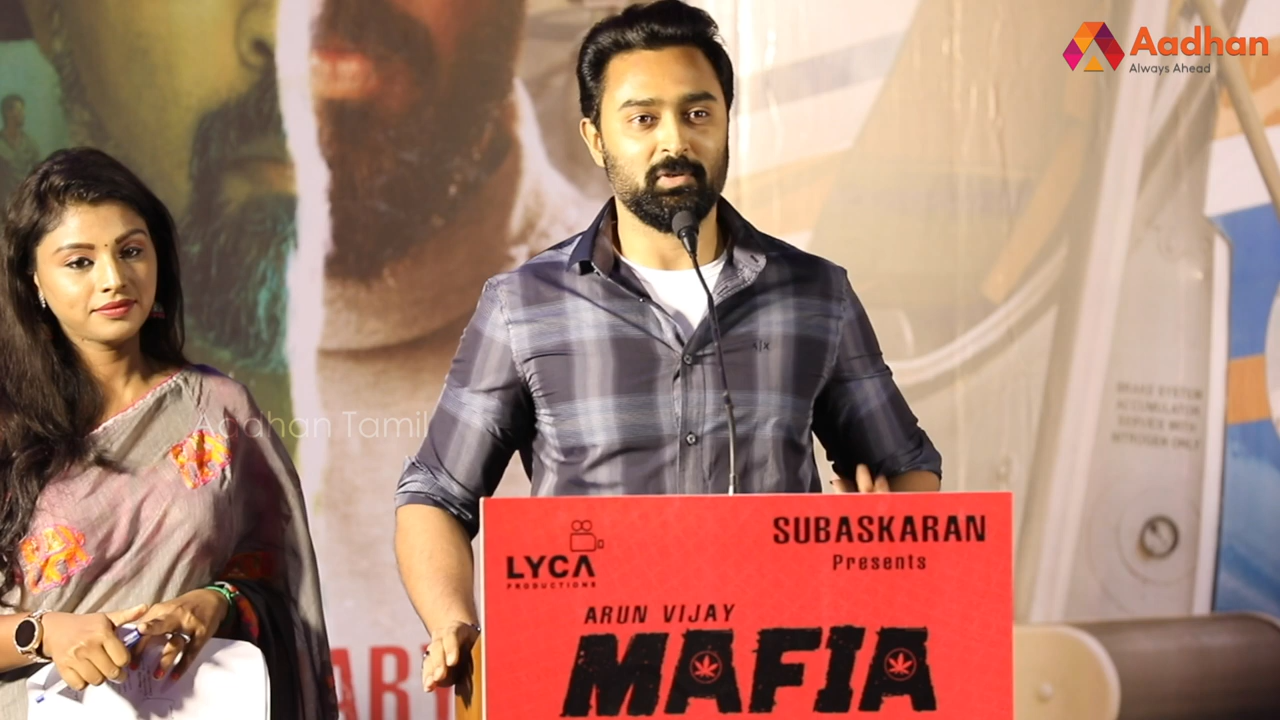 Aadhan
Always Ahead
Aadhan Tamil
A|X
BRAKE SYSTEM
ACCUMULATOR
SERVICE WITH
NITROGEN ONLY
SUBASKARAN
Presents
LYCA
PRODUCTIONS
ARUN VIJAY
MAFIA
ART